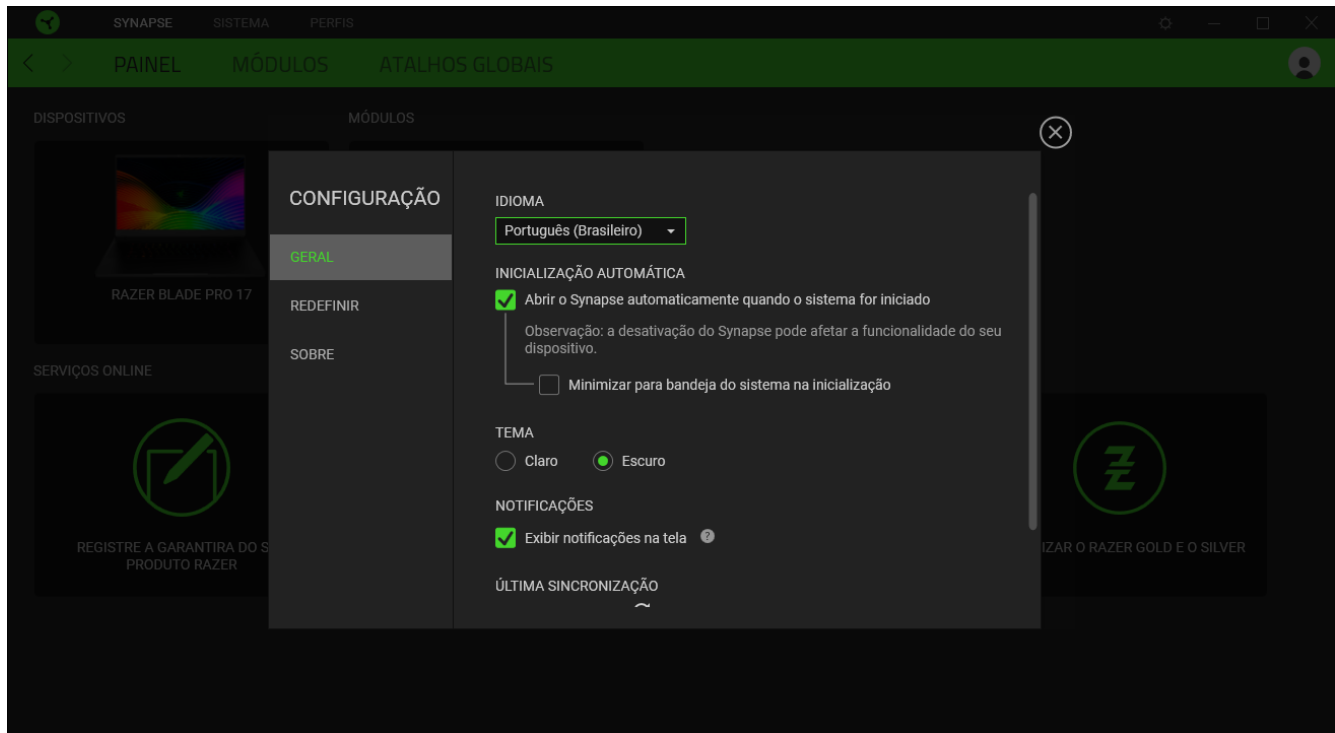 SYNAPSE SISTEMA PERFIS
PAINEL MÓDULOS ATALHOS GLOBAIS
DISPOSITIVOS MÓDULOS
RAZER BLADE PRO 17
SERVIÇOS ONLINE
REGISTRE A GARANTIRA DO S
PRODUTO RAZER
IZAR O RAZER GOLD E O SILVER
CONFIGURAÇÃO
GERAL
REDEFINIR
SOBRE
IDIOMA
Português (Brasileiro)
INICIALIZAÇÃO AUTOMÁTICA
Abrir o Synapse automaticamente quando o sistema for iniciado
Observação: a desativação do Synapse pode afetar a funcionalidade do seu
dispositivo.
Minimizar para bandeja do sistema na inicialização
TEMA
Claro Escuro
NOTIFICAÇÕES
Exibir notificações na tela ?
ÚLTIMA SINCRONIZAÇÃO